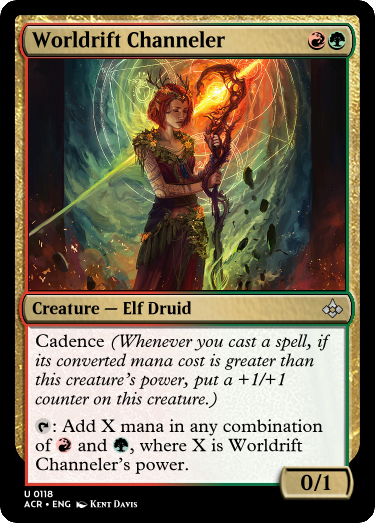 Worldrift Channeler
Creature — Elf Druid
Cadence (Whenever you cast a spell, if
its converted mana cost is greater than
this creature's power, put a +1/+1
counter on this creature.)
: Add X mana in any combination
of and , where X is Worldrift
Channeler's power.
0/1
U 0118
ACR • ENG Kent Davis